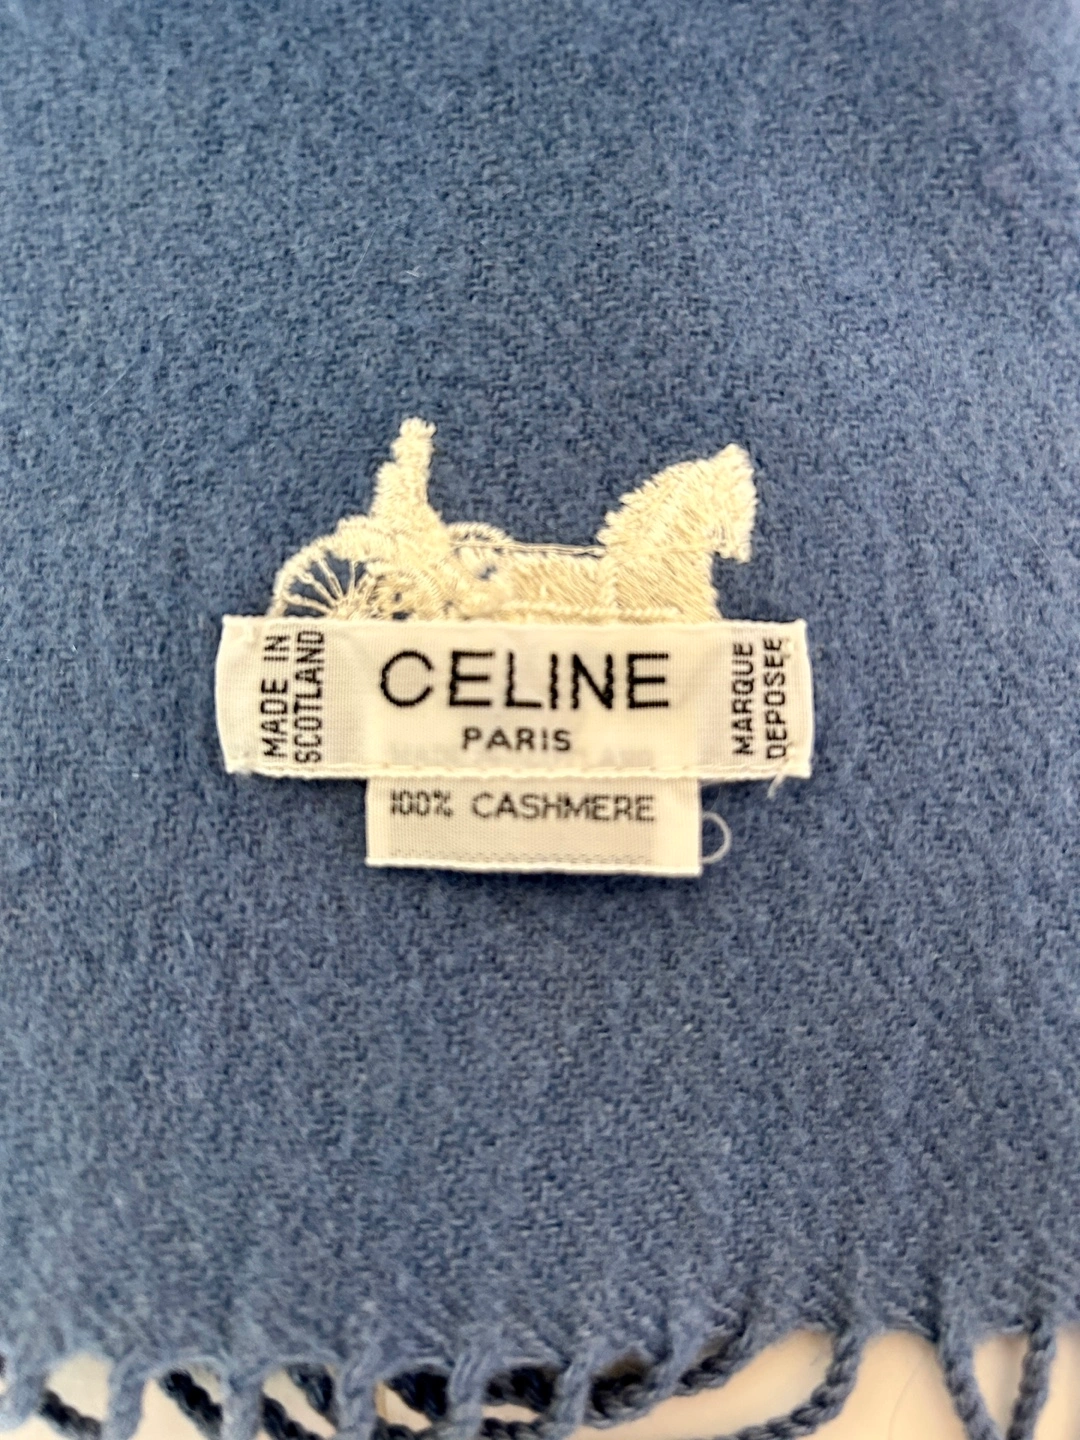 MADE IN
SCOTLAND
CELINE
PARIS
MARQUE
DEPOSEE
100% CASHMERE